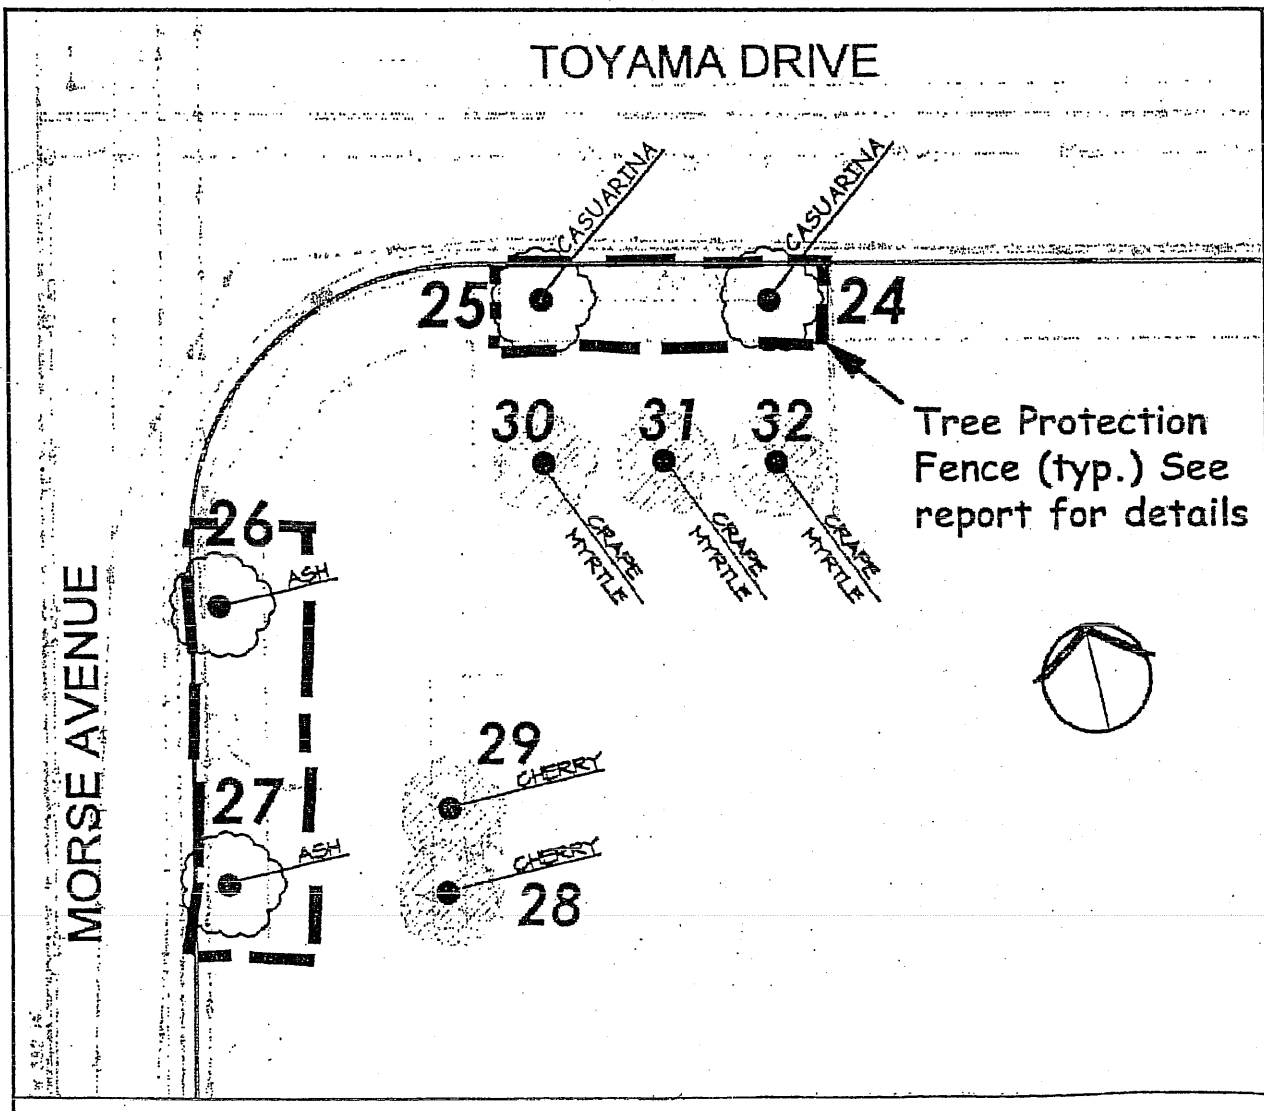 TOYAMA DRIVE
CASUARINA
CASUARINA
25
24
30
31
32
Tree Protection
Fence (typ.) See
report for details
CRAPE
MYRTLE
CRAPE
MYRTLE
CRAPE
MYRTLE
26
ASH
MORSE AVENUE
29
CHERRY
27
ASH
CHERRY
28